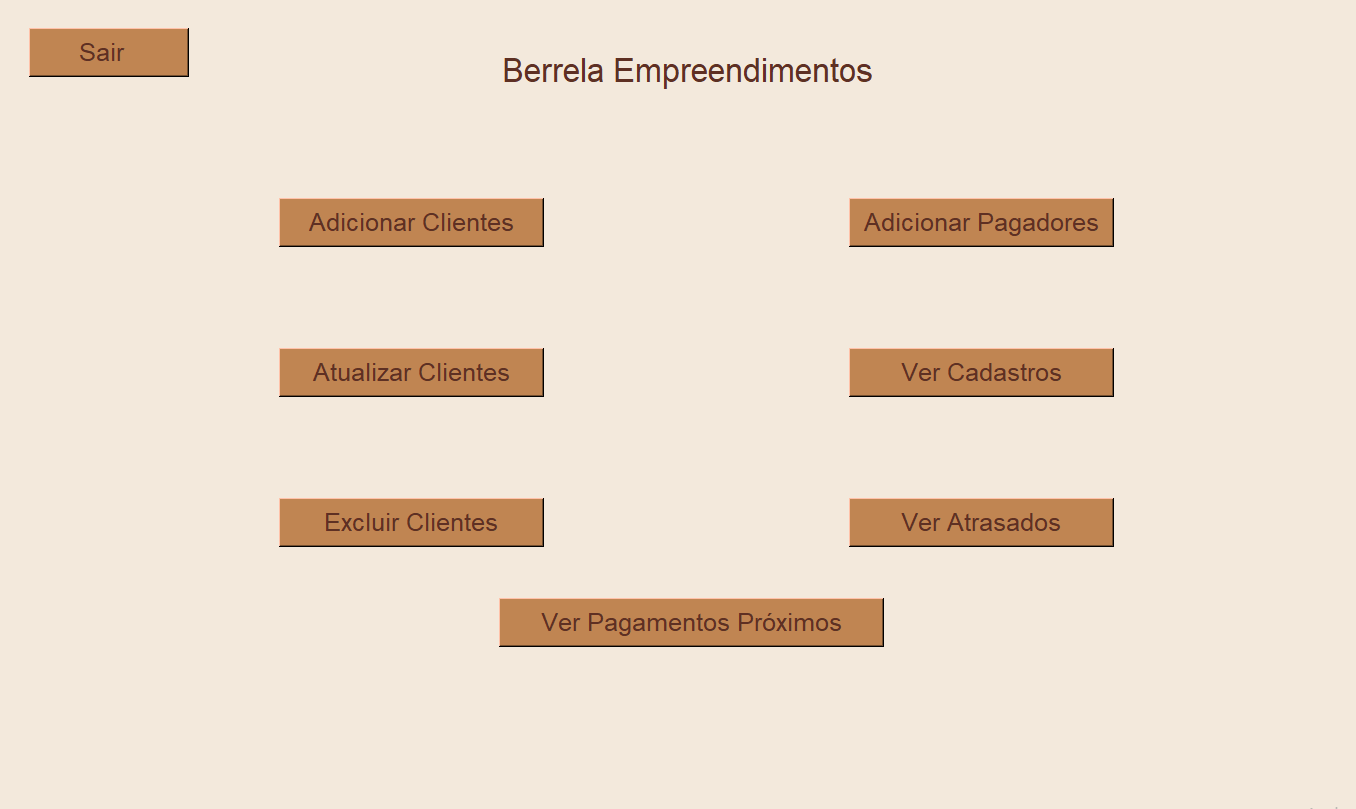 Sair
Berrela Empreendimentos
Adicionar Clientes
Adicionar Pagadores
Atualizar Clientes
Ver Cadastros
Excluir Clientes
Ver Atrasados
Ver Pagamentos Próximos